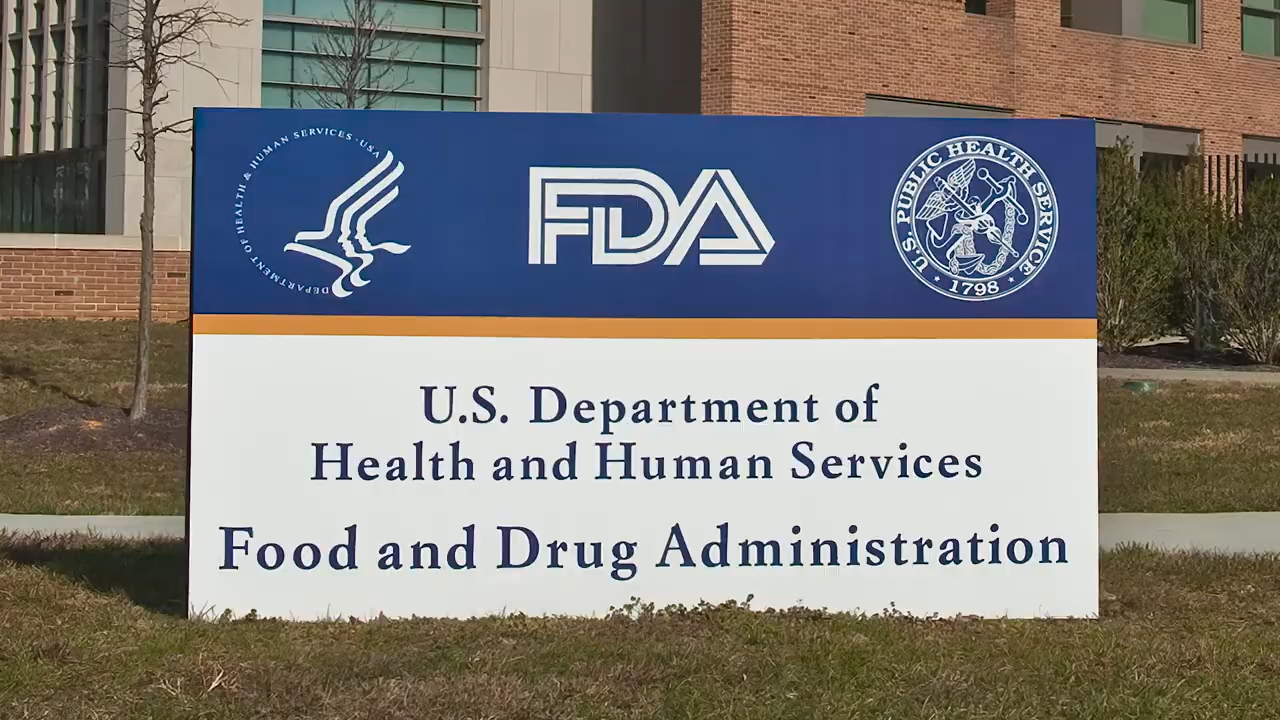 DEPARTMENT OF HEALTH & HUMAN SERVICES · USA
FDA
U.S. PUBLIC HEALTH SERVICE
1798
U.S. Department of
Health and Human Services
Food and Drug Administration